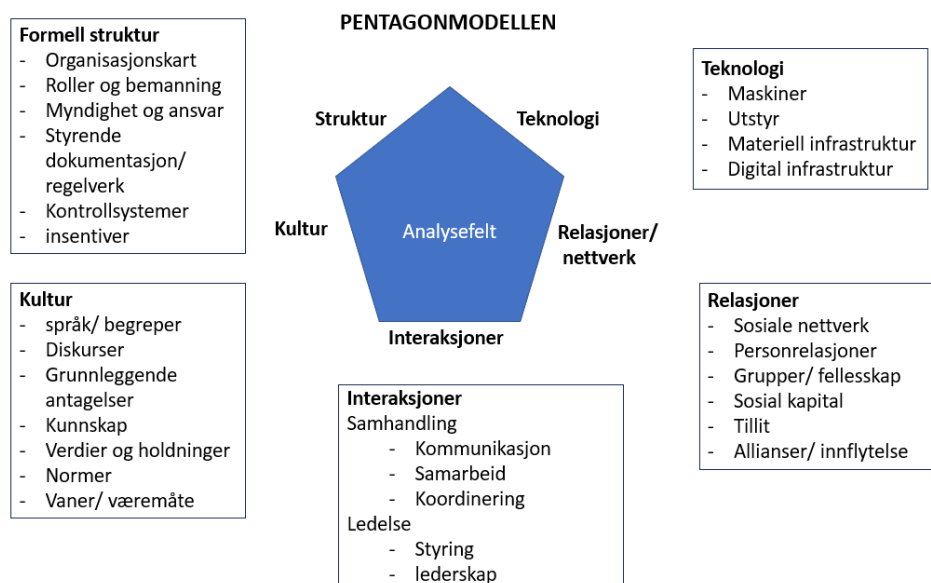 PENTAGONMODELLEN
Formell struktur
- Organisasjonskart
- Roller og bemanning
- Myndighet og ansvar
- Styrende
dokumentasjon/
regelverk
- Kontrollsystemer
- insentiver
Struktur
Teknologi
Kultur
Analysefelt
Relasjoner/
nettverk
Interaksjoner
Teknologi
- Maskiner
- Utstyr
- Materiell infrastruktur
- Digital infrastruktur
Kultur
- språk/ begreper
- Diskurser
- Grunnleggende
antagelser
- Kunnskap
- Verdier og holdninger
- Normer
- Vaner/ væremåte
Interaksjoner
Samhandling
- Kommunikasjon
- Samarbeid
- Koordinering
Ledelse
- Styring
- lederskap
Relasjoner
- Sosiale nettverk
- Personrelasjoner
- Grupper/ fellesskap
- Sosial kapital
- Tillit
- Allianser/ innflytelse